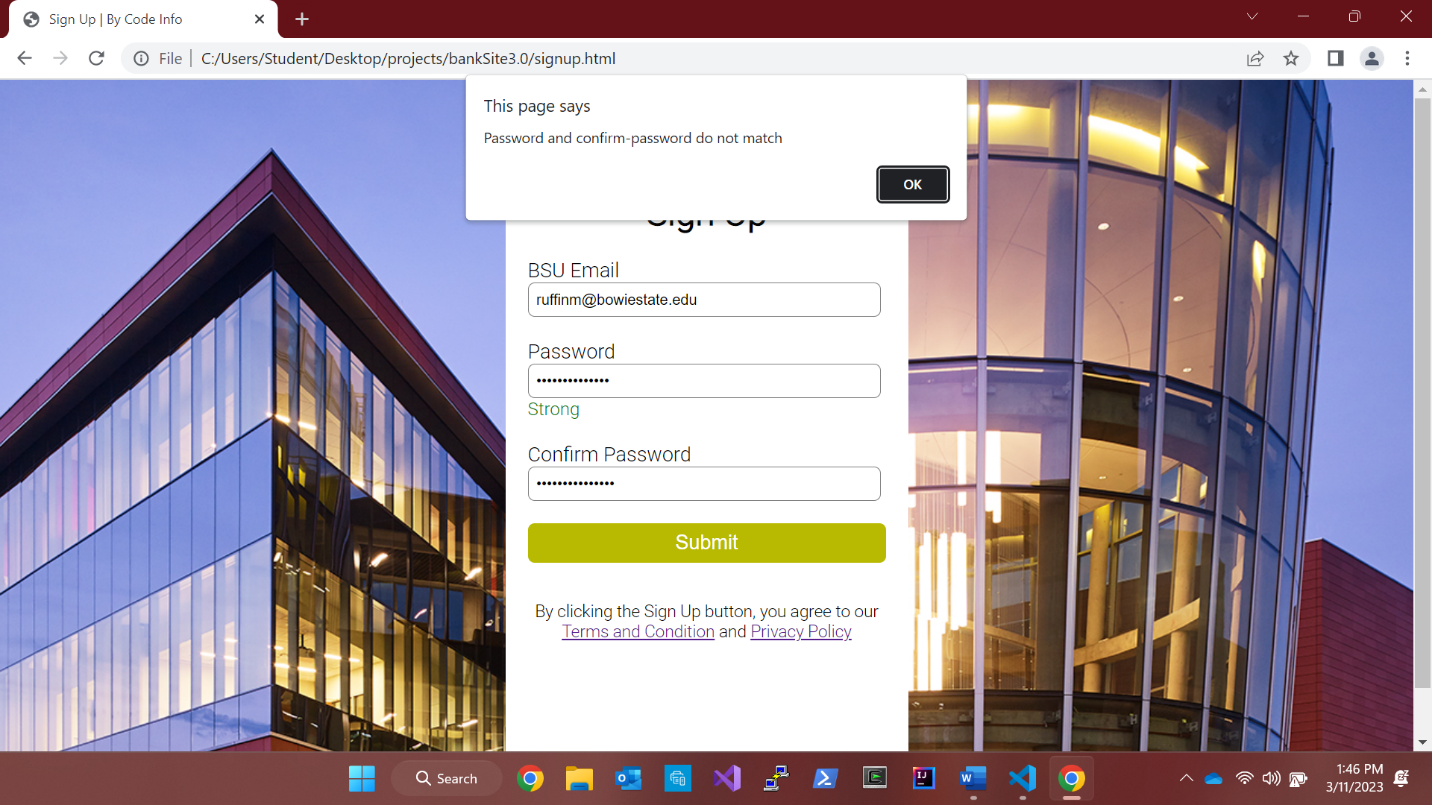 Sign Up | By Code Info
File
C:/Users/Student/Desktop/projects/bankSite3.0/signup.html
This page says
Password and confirm-password do not match
OK
Sign Up
BSU Email
ruffinm@bowiestate.edu
Password
••••••••••••••
Strong
Confirm Password
•••••••••••••••
Submit
By clicking the Sign Up button, you agree to our
Terms and Condition and Privacy Policy
Search
1:46 PM
3/11/2023